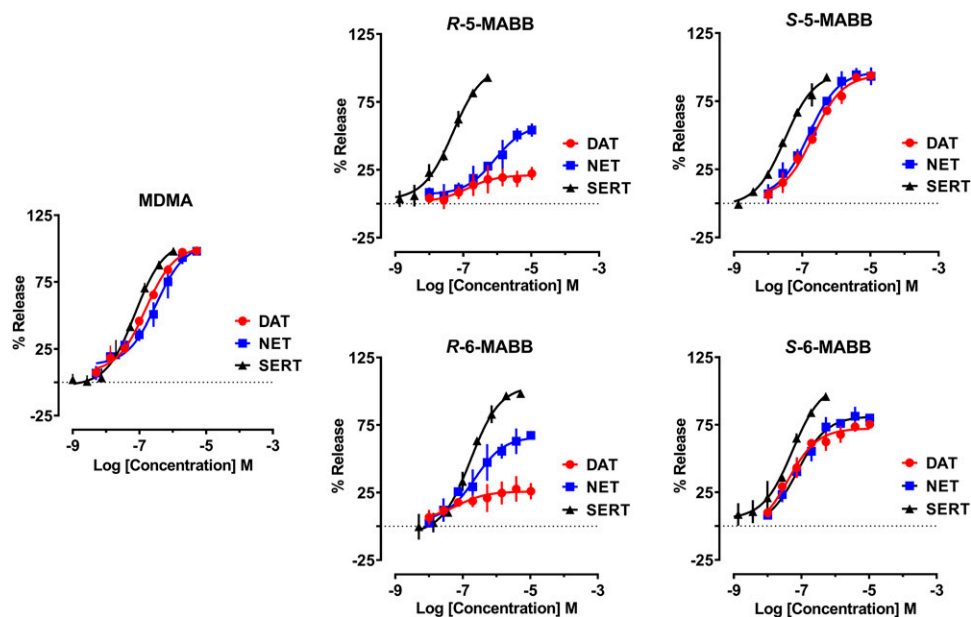 R-5-MABB
125
75
25
-25
% Release
DAT
NET
SERT
-9
-7
-5
-3
Log [Concentration] M
S-5-MABB
125
75
25
-25
% Release
DAT
NET
SERT
-9
-7
-5
-3
Log [Concentration] M
MDMA
125
75
25
-25
% Release
DAT
NET
SERT
-9
-7
-5
-3
Log [Concentration] M
R-6-MABB
125
75
25
-25
% Release
DAT
NET
SERT
-9
-7
-5
-3
Log [Concentration] M
S-6-MABB
125
75
25
-25
% Release
DAT
NET
SERT
-9
-7
-5
-3
Log [Concentration] M